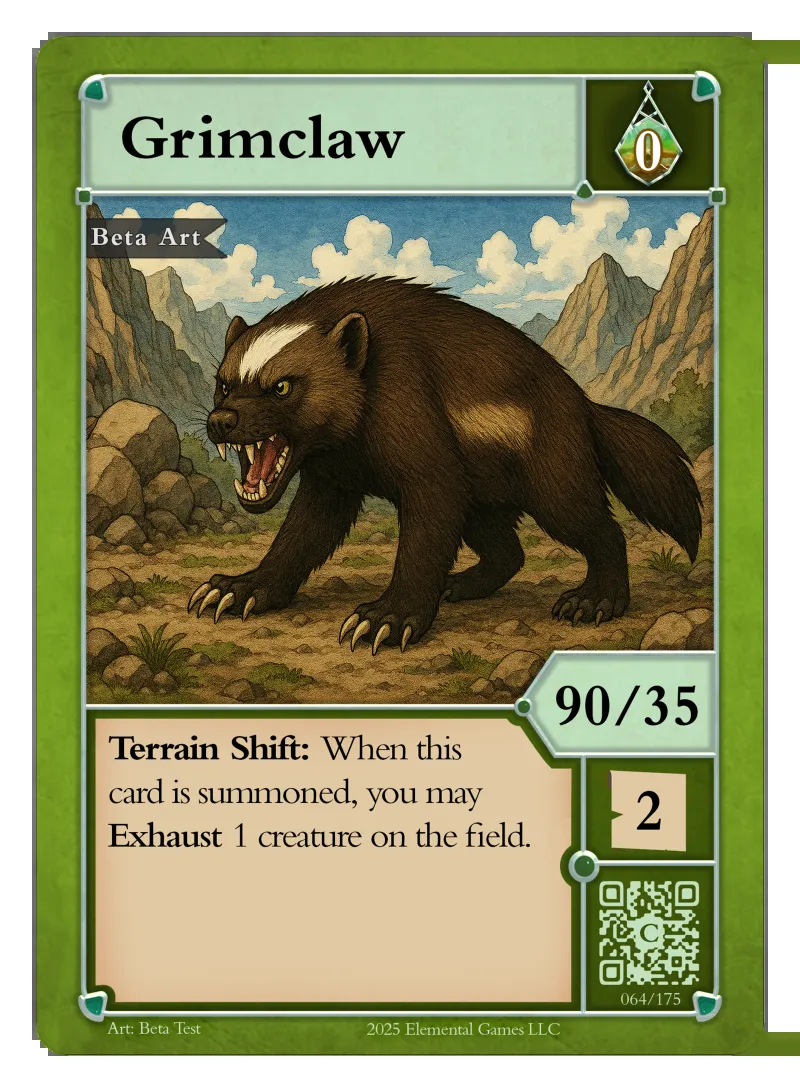 Grimclaw
0
Beta Art
90/35
Terrain Shift: When this
card is summoned, you may
Exhaust 1 creature on the field.
2
C
064/175
Art: Beta Test
2025 Elemental Games LLC